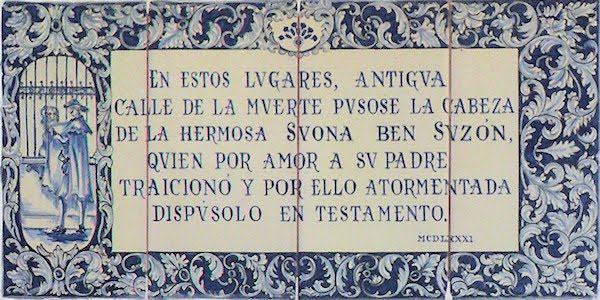 EN ESTOS LVGARES, ANTIGVA
CALLE DE LA MVERTE PVSOSE LA CABEZA
DE LA HERMOSA SVONA BEN SVZÓN,
QVIEN POR AMOR A SV PADRE
TRAICIONÓ Y POR ELLO ATORMENTADA
DISPÚSOLO EN TESTAMENTO.
MCDLXXXI